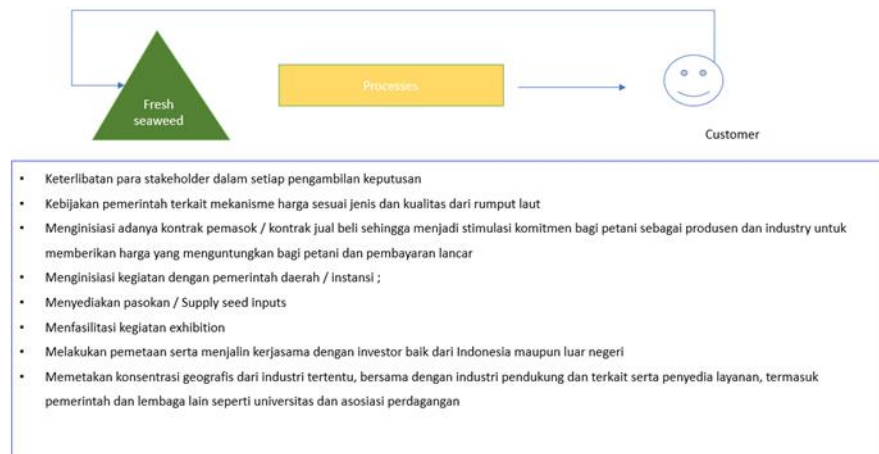 Fresh
seaweed
Processes
Customer
• Keterlibatan para stakeholder dalam setiap pengambilan keputusan
• Kebijakan pemerintah terkait mekanisme harga sesuai jenis dan kualitas dari rumput laut
• Menginisiasi adanya kontrak pemasok / kontrak jual beli sehingga menjadi stimulasi komitmen bagi petani sebagai produsen dan industry untuk
memberikan harga yang menguntungkan bagi petani dan pembayaran lancar
• Menginisiasi kegiatan dengan pemerintah daerah / instansi ;
• Menyediakan pasokan / Supply seed inputs
• Menfasilitasi kegiatan exhibition
• Melakukan pemetaan serta menjalin kerjasama dengan investor baik dari Indonesia maupun luar negeri
• Memetakan konsentrasi geografis dari industri tertentu, bersama dengan industri pendukung dan terkait serta penyedia layanan, termasuk
pemerintah dan lembaga lain seperti universitas dan asosiasi perdagangan